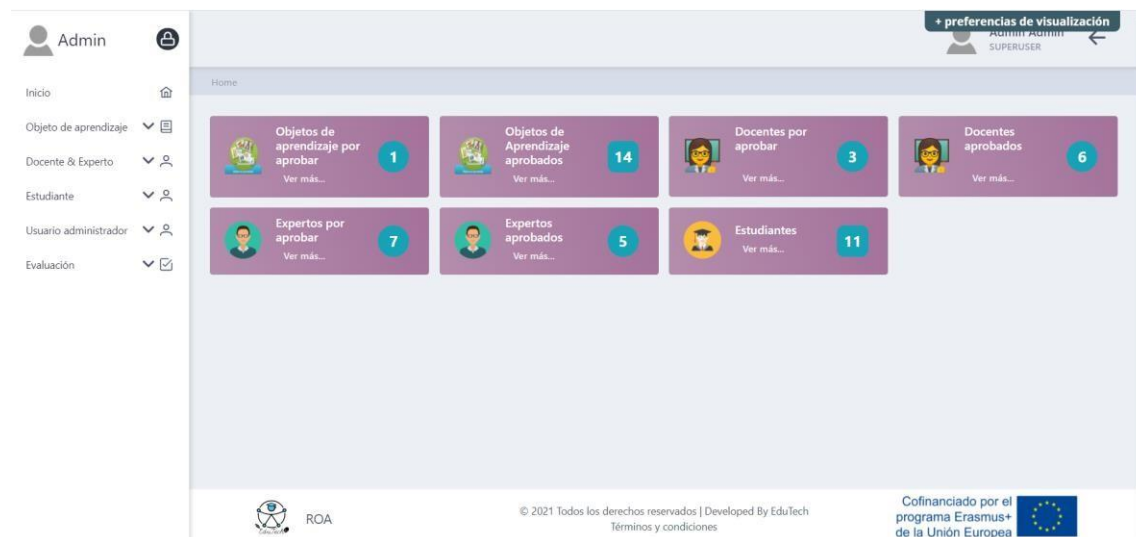 Admin
+ preferencias de visualización
Admin Admin
SUPERUSER
Inicio
Objeto de aprendizaje
Docente & Experto
Estudiante
Usuario administrador
Evaluación
Home
Objetos de
aprendizaje por
aprobar
Ver más...
1
Objetos de
Aprendizaje
aprobados
Ver más...
14
Docentes por
aprobar
Ver más...
3
Docentes
aprobados
Ver más...
6
Expertos por
aprobar
Ver más...
7
Expertos
aprobados
Ver más...
5
Estudiantes
Ver más...
11
EduTech
ROA
© 2021 Todos los derechos reservados | Developed By EduTech
Términos y condiciones
Cofinanciado por el
programa Erasmus+
de la Unión Europea